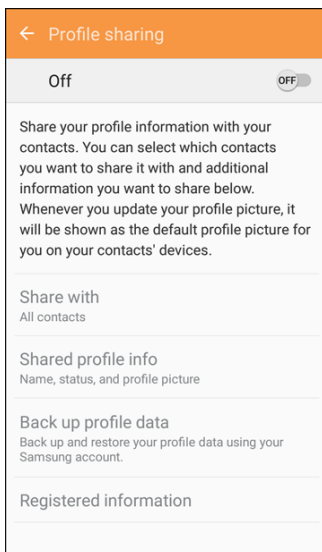 Profile sharing
Off
OFF
Share your profile information with your
contacts. You can select which contacts
you want to share it with and additional
information you want to share below.
Whenever you update your profile picture, it
will be shown as the default profile picture for
you on your contacts' devices.
Share with
All contacts
Shared profile info
Name, status, and profile picture
Back up profile data
Back up and restore your profile data using your
Samsung account.
Registered information